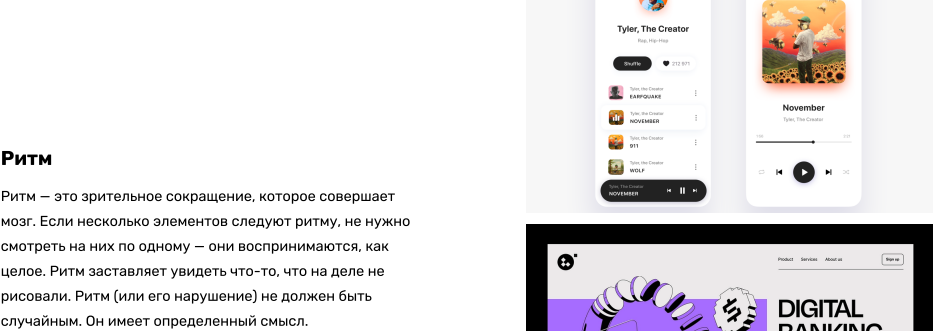 Ритм
Ритм — это зрительное сокращение, которое совершает
мозг. Если несколько элементов следуют ритму, не нужно
смотреть на них по одному — они воспринимаются, как
целое. Ритм заставляет увидеть что-то, что на деле не
рисовали. Ритм (или его нарушение) не должен быть
случайным. Он имеет определенный смысл.
Tyler, The Creator
Rap, Hip-Hop
Shuffle
212 971
Tyler, the Creator
EARFQUAKE
Tyler, the Creator
NOVEMBER
Tyler, the Creator
911
Tyler, the Creator
WOLF
Tyler, The Creator
NOVEMBER
November
Tyler, The Creator
Product Services About us Sign up
DIGITAL
BANKING